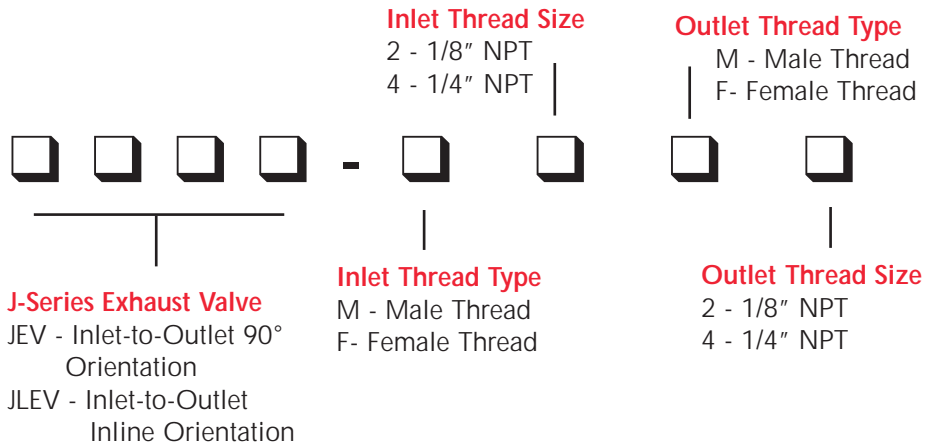 Inlet Thread Size
2 - 1/8" NPT
4 - 1/4" NPT
Outlet Thread Type
M - Male Thread
F- Female Thread
-
J-Series Exhaust Valve
JEV - Inlet-to-Outlet 90°
Orientation
JLEV - Inlet-to-Outlet
Inline Orientation
Inlet Thread Type
M - Male Thread
F- Female Thread
Outlet Thread Size
2 - 1/8" NPT
4 - 1/4" NPT